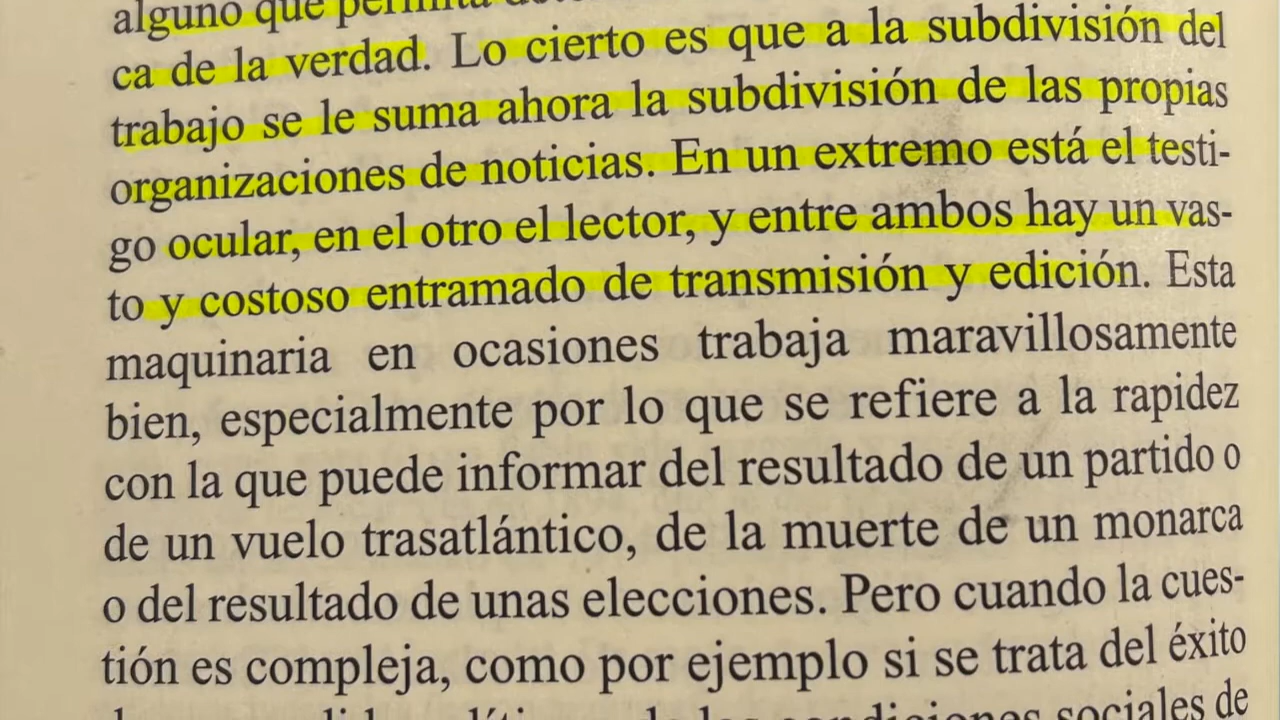 alguno que
ca de la verdad. Lo cierto es que a la subdivisión del
trabajo se le suma ahora la subdivisión de las propias
organizaciones de noticias. En un extremo está el testi-
go ocular, en el otro el lector, y entre ambos hay un vas-
to y costoso entramado de transmisión y edición. Esta
maquinaria en ocasiones trabaja maravillosamente
bien, especialmente por lo que se refiere a la rapidez
con la que puede informar del resultado de un partido o
de un vuelo trasatlántico, de la muerte de un monarca
o del resultado de unas elecciones. Pero cuando la cues-
tión es compleja, como por ejemplo si se trata del éxito
condiciones sociales de